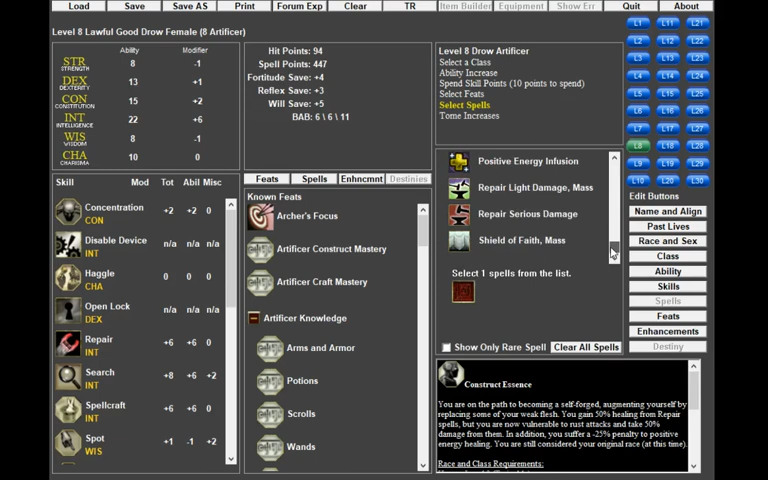 Load Save Save AS Print Forum Exp Clear TR Item Builder Equipment Show Err Quit About
Level 8 Lawful Good Drow Female (8 Artificer)
Ability Modifier
STR 8 -1
STRENGTH
DEX 13 +1
DEXTERITY
CON 15 +2
CONSTITUTION
INT 22 +6
INTELLIGENCE
WIS 8 -1
WISDOM
CHA 10 0
CHARISMA
Hit Points: 94
Spell Points: 447
Fortitude Save: +4
Reflex Save: +3
Will Save: +5
BAB: 6 \ 6 \ 11
Level 8 Drow Artificer
Select a Class
Ability Increase
Spend Skill Points (10 points to spend)
Select Feats
Select Spells
Tome Increases
L1 L11 L21
L2 L12 L22
L3 L13 L23
L4 L14 L24
L5 L15 L25
L6 L16 L26
L7 L17 L27
L8 L18 L28
L9 L19 L29
L10 L20 L30
Edit Buttons
Name and Align
Past Lives
Race and Sex
Class
Ability
Skills
Spells
Feats
Enhancements
Destiny
Skill Mod Tot Abil Misc
Concentration +2 +2 0
CON
Disable Device n/a n/a n/a
INT
Haggle 0 0 0
CHA
Open Lock n/a n/a n/a
DEX
Repair +6 +6 0
INT
Search +8 +6 +2
INT
Spellcraft +6 +6 0
INT
Spot +1 -1 +2
WIS
Feats Spells Enhncmnt Destinies
Known Feats
Archer's Focus
Artificer Construct Mastery
Artificer Craft Mastery
Artificer Knowledge
Arms and Armor
Potions
Scrolls
Wands
Positive Energy Infusion
Repair Light Damage, Mass
Repair Serious Damage
Shield of Faith, Mass
Select 1 spells from the list.
Show Only Rare Spell Clear All Spells
Construct Essence
You are on the path to becoming a self-forged, augmenting yourself by
replacing some of your weak flesh. You gain 50% healing from Repair
spells, but you are now vulnerable to rust attacks and take 50%
damage from them. In addition, you suffer a -25% penalty to positive
energy healing. You are still considered your original race (at this time).
Race and Class Requirements: